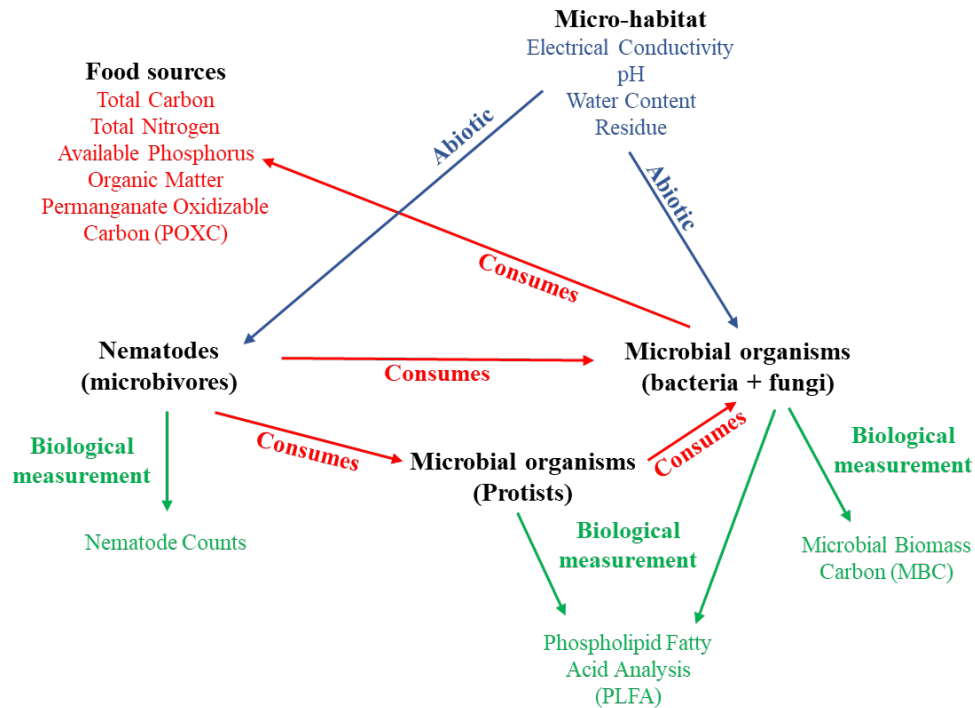 Micro-habitat
Electrical Conductivity
pH
Water Content
Residue
Food sources
Total Carbon
Total Nitrogen
Available Phosphorus
Organic Matter
Permanganate Oxidizable
Carbon (POXC)
Abiotic
Abiotic
Consumes
Nematodes
(microbivores)
Consumes
Microbial organisms
(bacteria + fungi)
Biological
measurement
Consumes
Microbial organisms
(Protists)
Consumes
Biological
measurement
Nematode Counts
Biological
measurement
Microbial Biomass
Carbon (MBC)
Phospholipid Fatty
Acid Analysis
(PLFA)